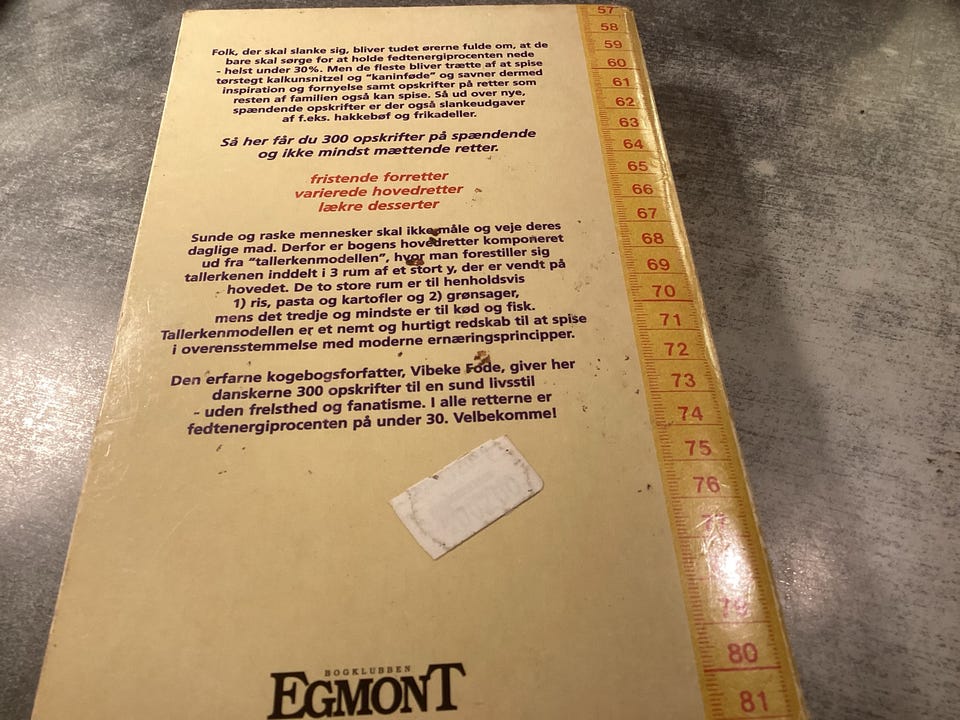 Folk, der skal slanke sig, bliver tudet ørerne fulde om, at de
bare skal sørge for at holde fedtenergiprocenten nede
- helst under 30%. Men de fleste bliver trætte af at spise
tørstegt kalkunsnitzel og "kaninføde" og savner dermed
inspiration og fornyelse samt opskrifter på retter som
resten af familien også kan spise. Så ud over nye,
spændende opskrifter er der også slankeudgaver
af f.eks. hakkebøf og frikadeller.
Så her får du 300 opskrifter på spændende
og ikke mindst mættende retter.
fristende forretter
varierede hovedretter
lækre desserter
Sunde og raske mennesker skal ikke måle og veje deres
daglige mad. Derfor er bogens hovedretter komponeret
ud fra "tallerkenmodellen", hvor man forestiller sig
tallerkenen inddelt i 3 rum af et stort y, der er vendt på
hovedet. De to store rum er til henholdsvis
1) ris, pasta og kartofler og 2) grønsager,
mens det tredje og mindste er til kød og fisk.
Tallerkenmodellen er et nemt og hurtigt redskab til at spise
i overensstemmelse med moderne ernæringsprincipper.
Den erfarne kogebogsforfatter, Vibeke Fode, giver her
danskerne 300 opskrifter til en sund livsstil
- uden frelsthed og fanatisme. I alle retterne er
fedtenergiprocenten på under 30. Velbekomme!
BOGKLUBBEN
EGMONT
57
58
59
60
61
62
63
64
65
66
67
68
69
70
71
72
73
74
75
76
77
79
80
81